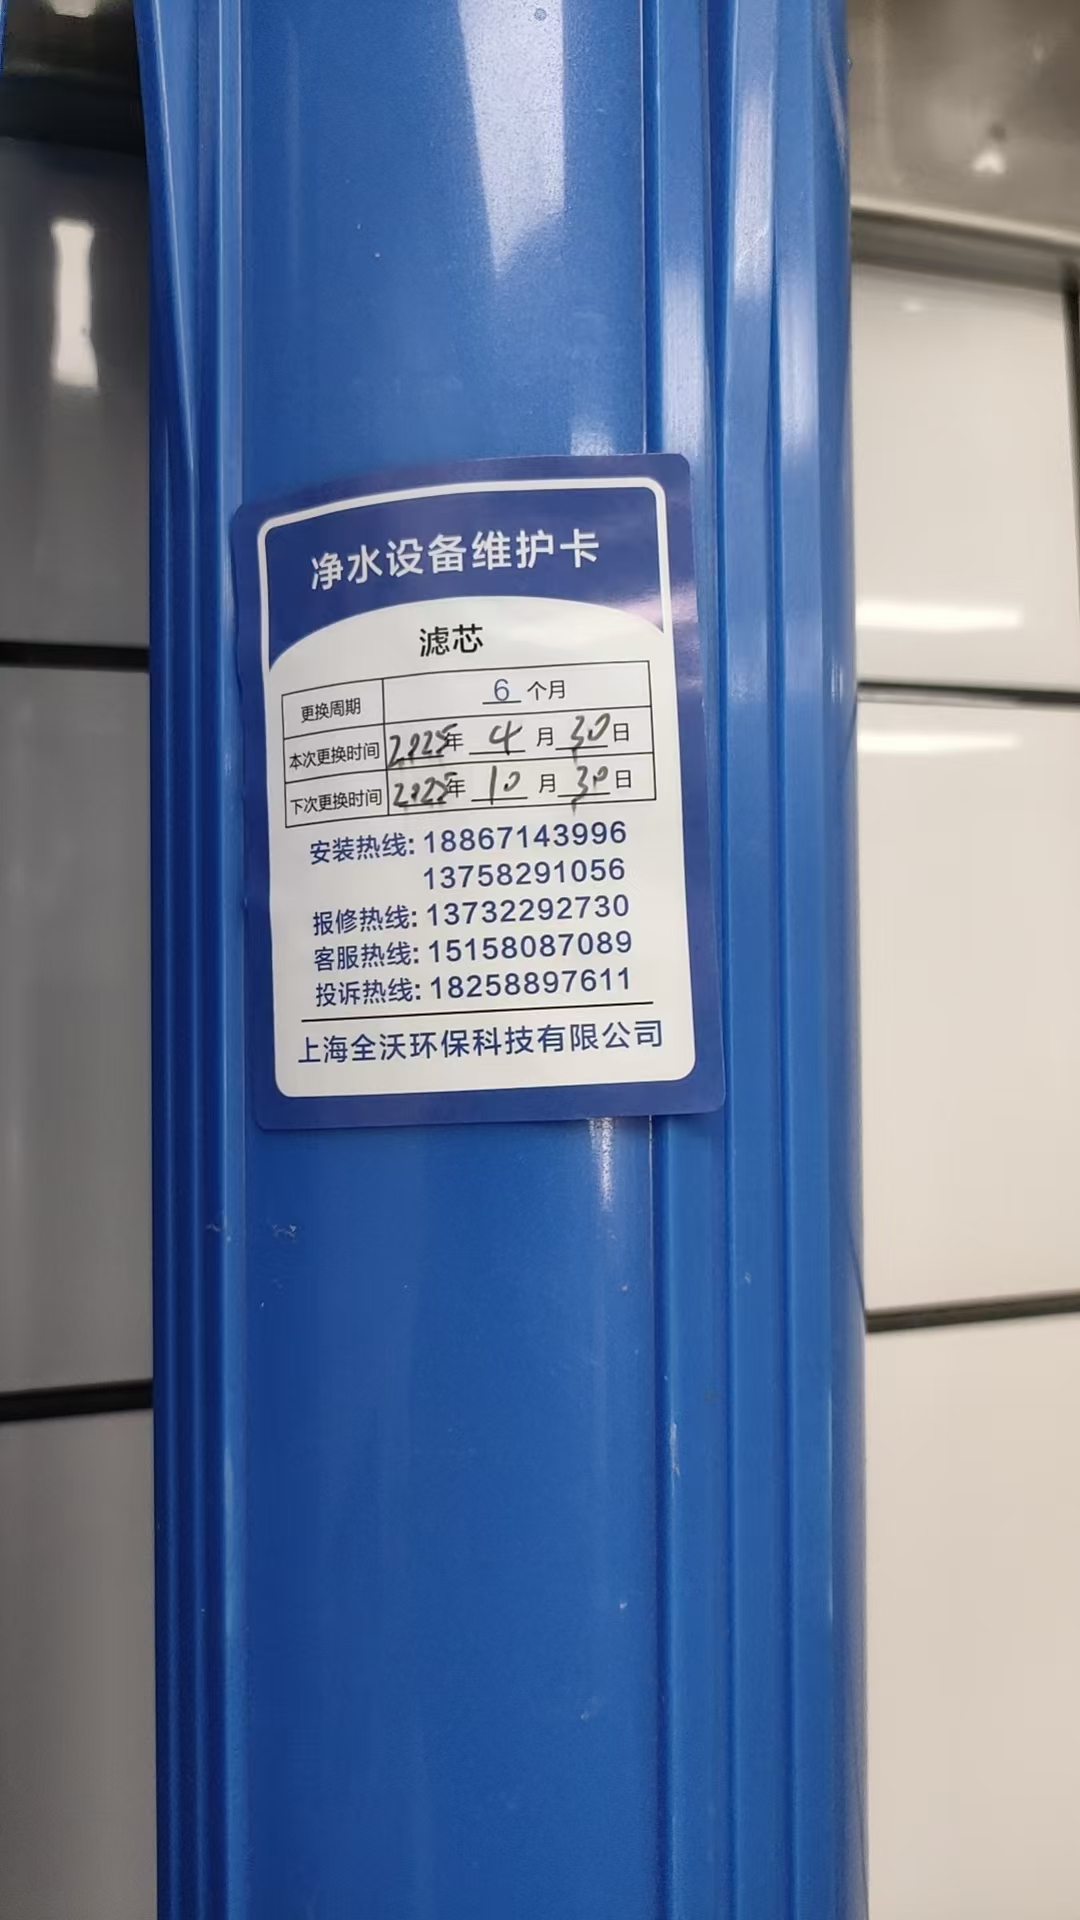 净水设备维护卡
滤芯
更换周期 6 个月
本次更换时间 2025年 4 月 30 日
下次更换时间 2025年 10 月 30 日
安装热线: 18867143996
13758291056
报修热线: 13732292730
客服热线: 15158087089
投诉热线: 18258897611
上海全沃环保科技有限公司